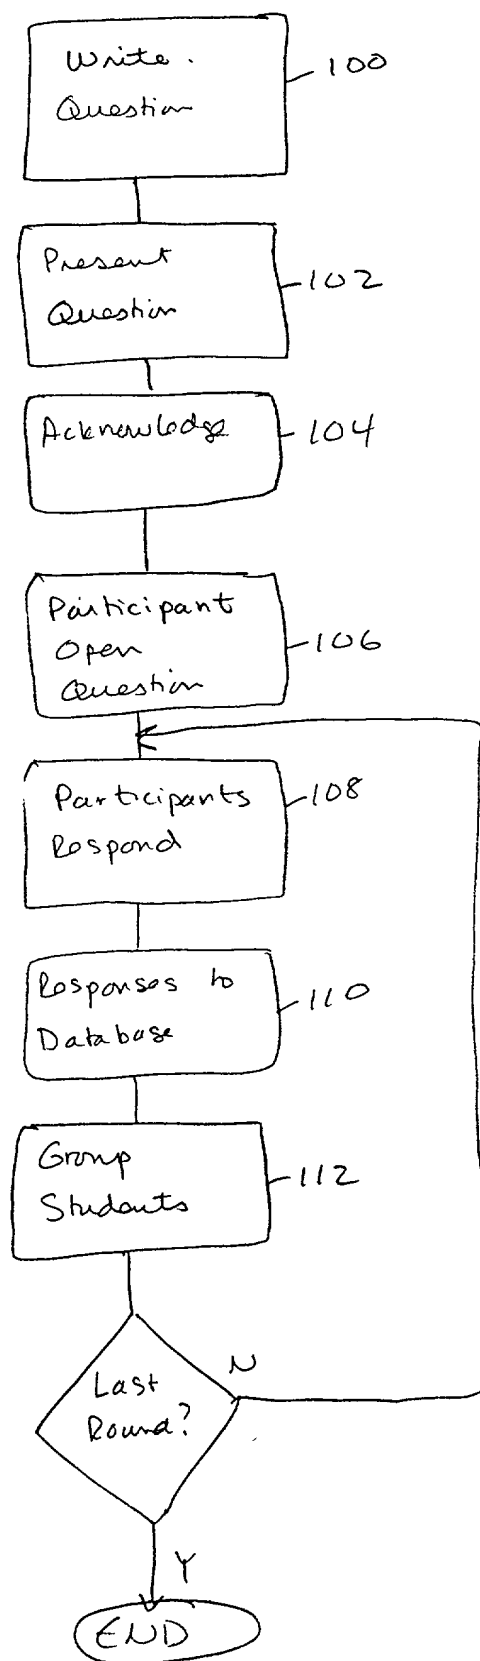 Write.
Question
100
Present
Question
102
Acknowledge
104
Participant
Open
Question
106
Participants
Respond
108
Responses to
Database
110
Group
Students
112
Last
Round?
N
Y
END